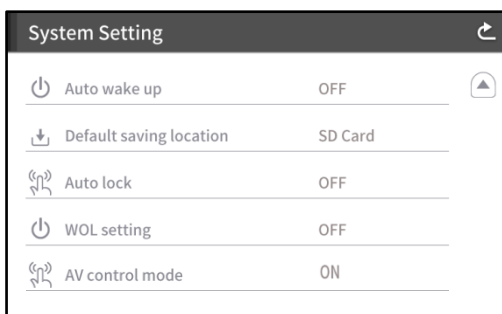 System Setting
Auto wake up OFF
Default saving location SD Card
Auto lock OFF
WOL setting OFF
AV control mode ON